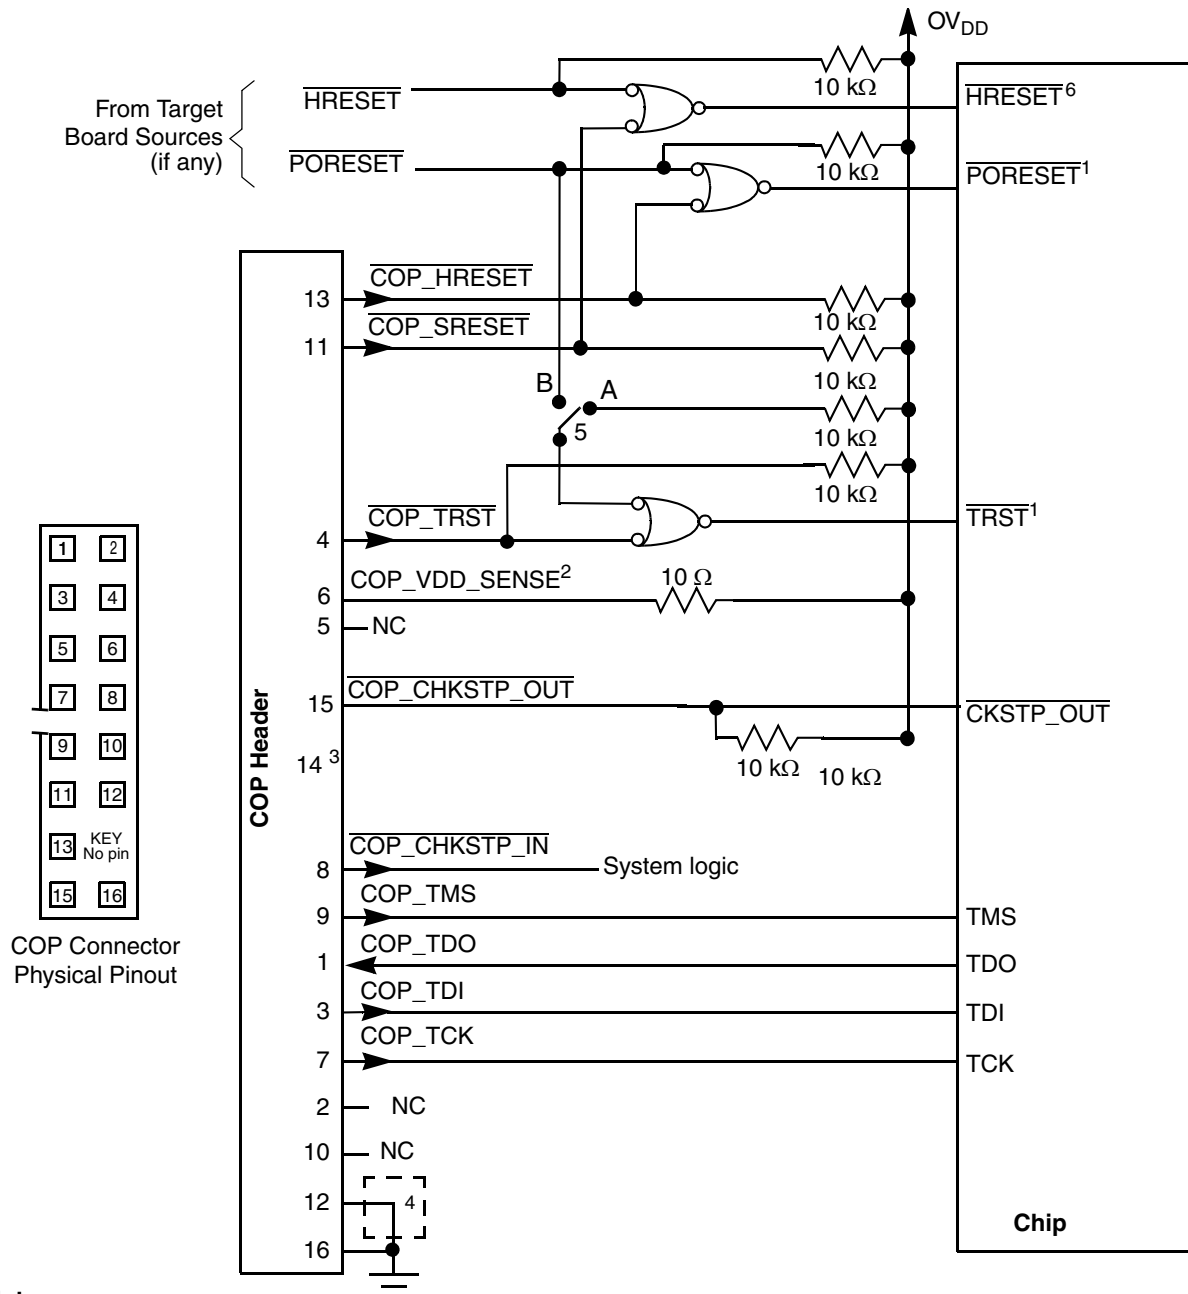 OVDD
10 kΩ
From Target
Board Sources
(if any)
HRESET
HRESET6
PORESET
10 kΩ
PORESET1
COP_HRESET
13
10 kΩ
COP_SRESET
11
10 kΩ
B
A
5
10 kΩ
10 kΩ
COP_TRST
4
TRST1
COP_VDD_SENSE2
10 Ω
6
5
NC
COP_CHKSTP_OUT
15
CKSTP_OUT
10 kΩ
10 kΩ
14 3
COP Header
COP_CHKSTP_IN
8
System logic
COP_TMS
9
TMS
COP_TDO
1
TDO
COP_TDI
3
TDI
COP_TCK
7
TCK
2
NC
10
NC
12
4
16
Chip
1 2
3 4
5 6
7 8
9 10
11 12
13 KEY
No pin
15 16
COP Connector
Physical Pinout